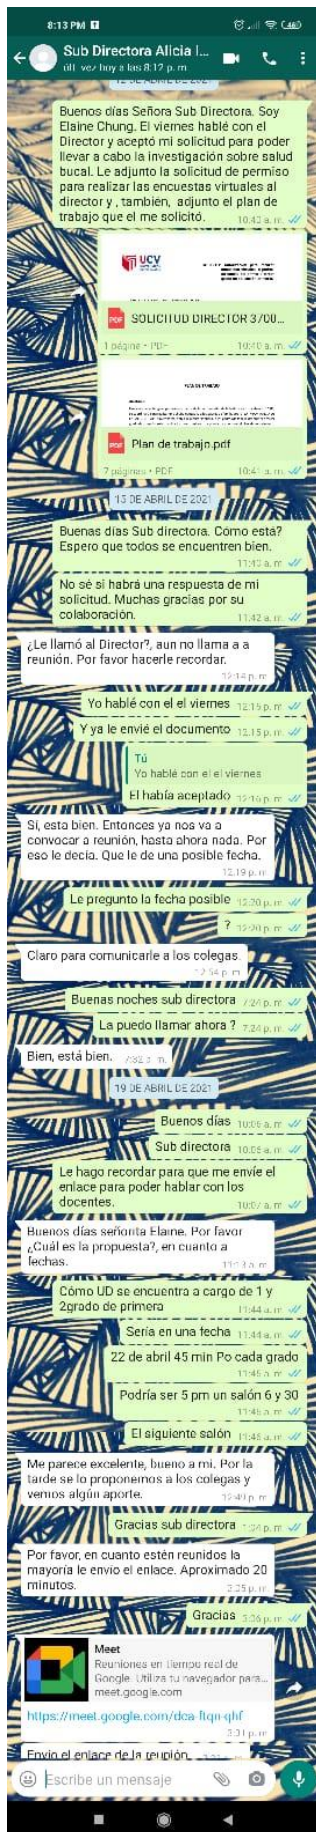 8:13 PM
Sub Directora Alicia I...
últ. vez hoy a las 8:12 p. m.
12 DE ABRIL DE 2021
Buenos días Señora Sub Directora. Soy
Elaine Chung. El viernes hablé con el
Director y aceptó mi solicitud para poder
llevar a cabo la investigación sobre salud
bucal. Le adjunto la solicitud de permiso
para realizar las encuestas virtuales al
director y , también, adjunto el plan de
trabajo que el me solicitó.
10:40 a. m.
UCV
PDF
SOLICITUD DIRECTOR 3700...
1 página • PDF
10:40 a. m.
PLAN DE TRABAJO
PDF
Plan de trabajo.pdf
7 páginas • PDF
10:41 a. m.
15 DE ABRIL DE 2021
Buenas días Sub directora. Cómo está?
Espero que todos se encuentren bien.
No sé si habrá una respuesta de mi
solicitud. Muchas gracias por su
colaboración.
11:42 a. m.
¿Le llamó al Director?, aun no llama a a
reunión. Por favor hacerle recordar.
12:14 p. m.
Yo hablé con el el viernes
12:15 p. m.
Y ya le envié el documento
12:15 p. m.
Tú
Yo hablé con el el viernes
El había aceptado
12:16 p. m.
Sí, esta bien. Entonces ya nos va a
convocar a reunión, hasta ahora nada. Por
eso le decía. Que le de una posible fecha.
12:19 p. m.
Le pregunto la fecha posible
12:20 p. m.
?
12:20 p. m.
Claro para comunicarle a los colegas.
12:54 p. m.
Buenas noches sub directora
7:24 p. m.
La puedo llamar ahora ?
7:24 p. m.
Bien, está bien.
7:32 p. m.
19 DE ABRIL DE 2021
Buenos días
10:06 a. m.
Sub directora
10:06 a. m.
Le hago recordar para que me envíe el
enlace para poder hablar con los
docentes.
10:07 a. m.
Buenos días señorita Elaine. Por favor
¿Cuál es la propuesta?, en cuanto a
fechas.
11:13 a. m.
Cómo UD se encuentra a cargo de 1 y
2grado de primera
11:44 a. m.
Sería en una fecha
11:44 a. m.
22 de abril 45 min Po cada grado
11:45 a. m.
Podría ser 5 pm un salón 6 y 30
11:45 a. m.
El siguiente salón
11:45 a. m.
Me parece excelente, bueno a mi. Por la
tarde se lo proponemos a los colegas y
vemos algún aporte.
12:49 p. m.
Gracias sub directora
1:24 p. m.
Por favor, en cuanto estén reunidos la
mayoría le envio el enlace. Aproximado 20
minutos.
Gracias
Meet
Reuniones en tiempo real de
Google. Utiliza tu navegador para...
meet.google.com
https://meet.google.com/dca-ftqn-qhf
Envio el enlace de la reunión
Escribe un mensaje